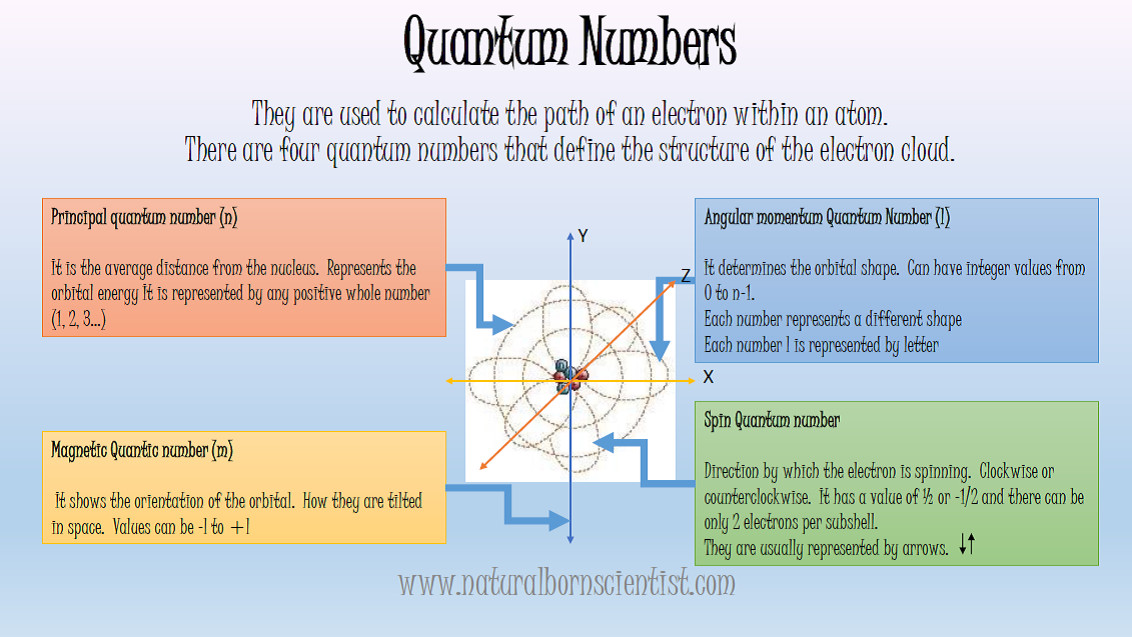 Quantum Numbers
They are used to calculate the path of an electron within an atom.
There are four quantum numbers that define the structure of the electron cloud.
Principal quantum number (n)
It is the average distance from the nucleus. Represents the
orbital energy It is represented by any positive whole number
(1, 2, 3...)
Angular momentum Quantum Number (l)
It determines the orbital shape. Can have integer values from
0 to n-1.
Each number represents a different shape
Each number l is represented by letter
Y
Z
X
Magnetic Quantic number (m)
It shows the orientation of the orbital. How they are tilted
in space. Values can be -l to +l
Spin Quantum number
Direction by which the electron is spinning. Clockwise or
counterclockwise. It has a value of ½ or -1/2 and there can be
only 2 electrons per subshell.
They are usually represented by arrows. ↓↑
www.naturalbornscientist.com